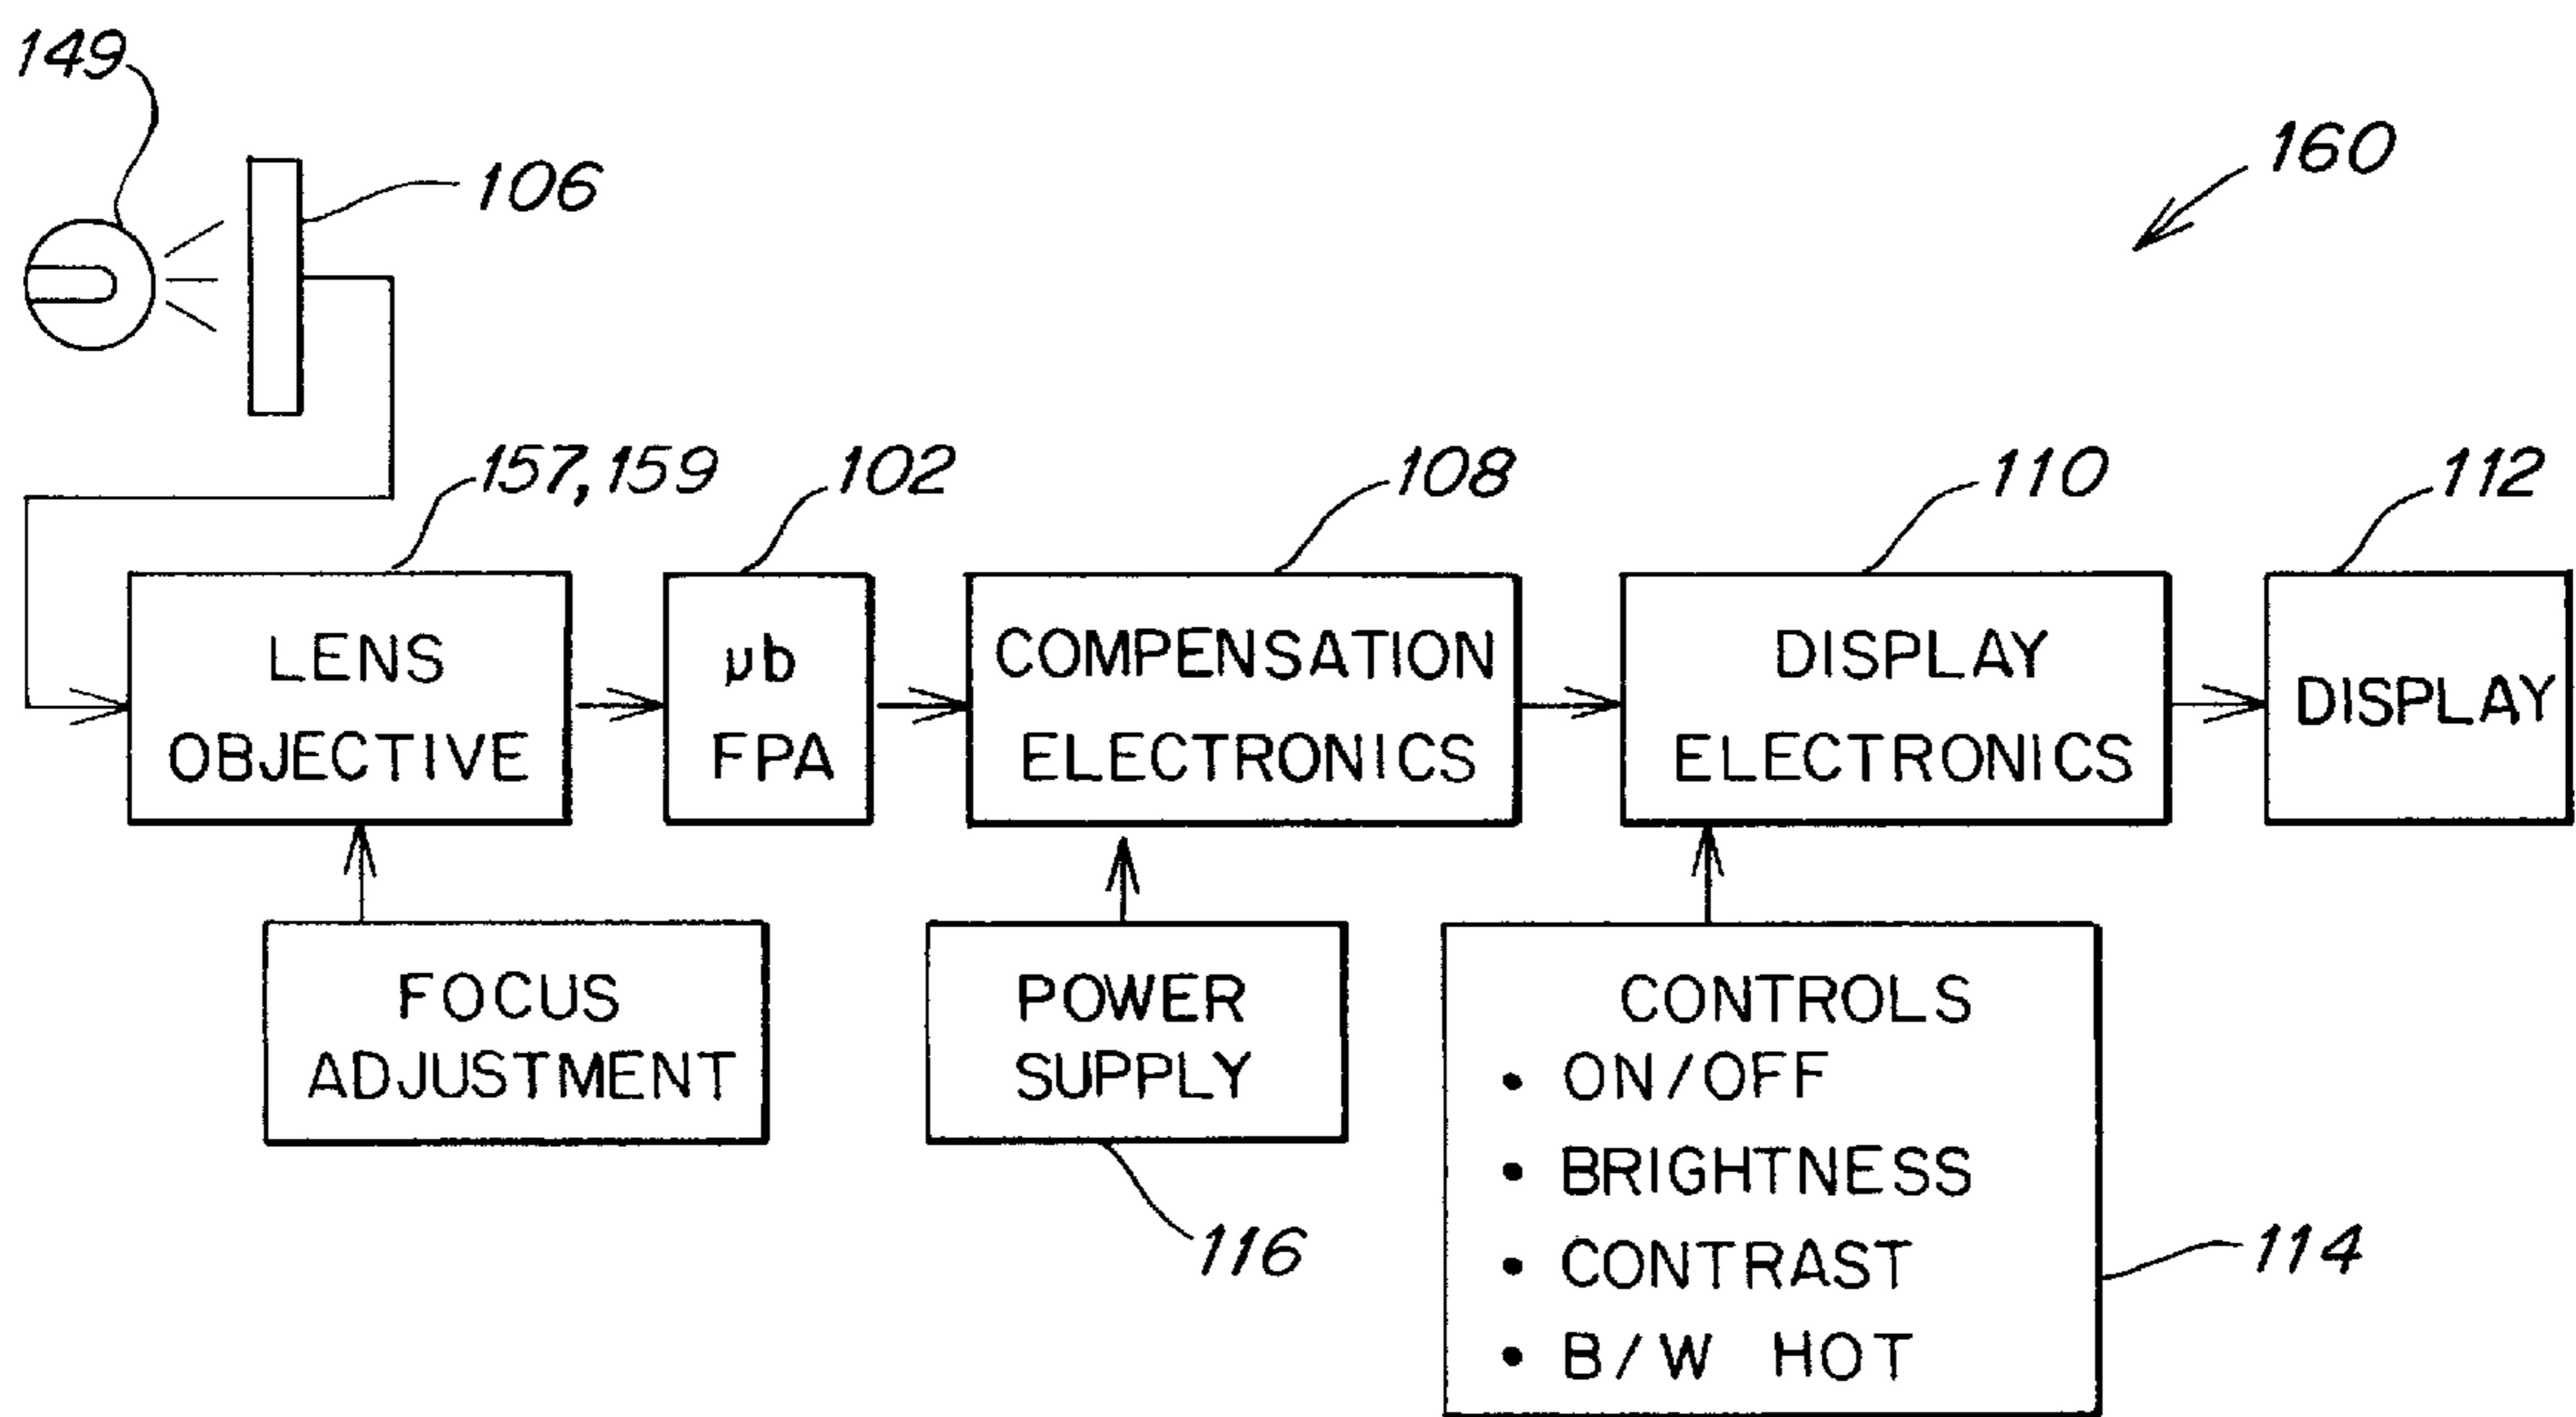 149
106
160
157, 159
102
108
110
112
LENS
OBJECTIVE
µb
FPA
COMPENSATION
ELECTRONICS
DISPLAY
ELECTRONICS
DISPLAY
FOCUS
ADJUSTMENT
POWER
SUPPLY
116
CONTROLS
• ON/OFF
• BRIGHTNESS
• CONTRAST
• B/W HOT
114